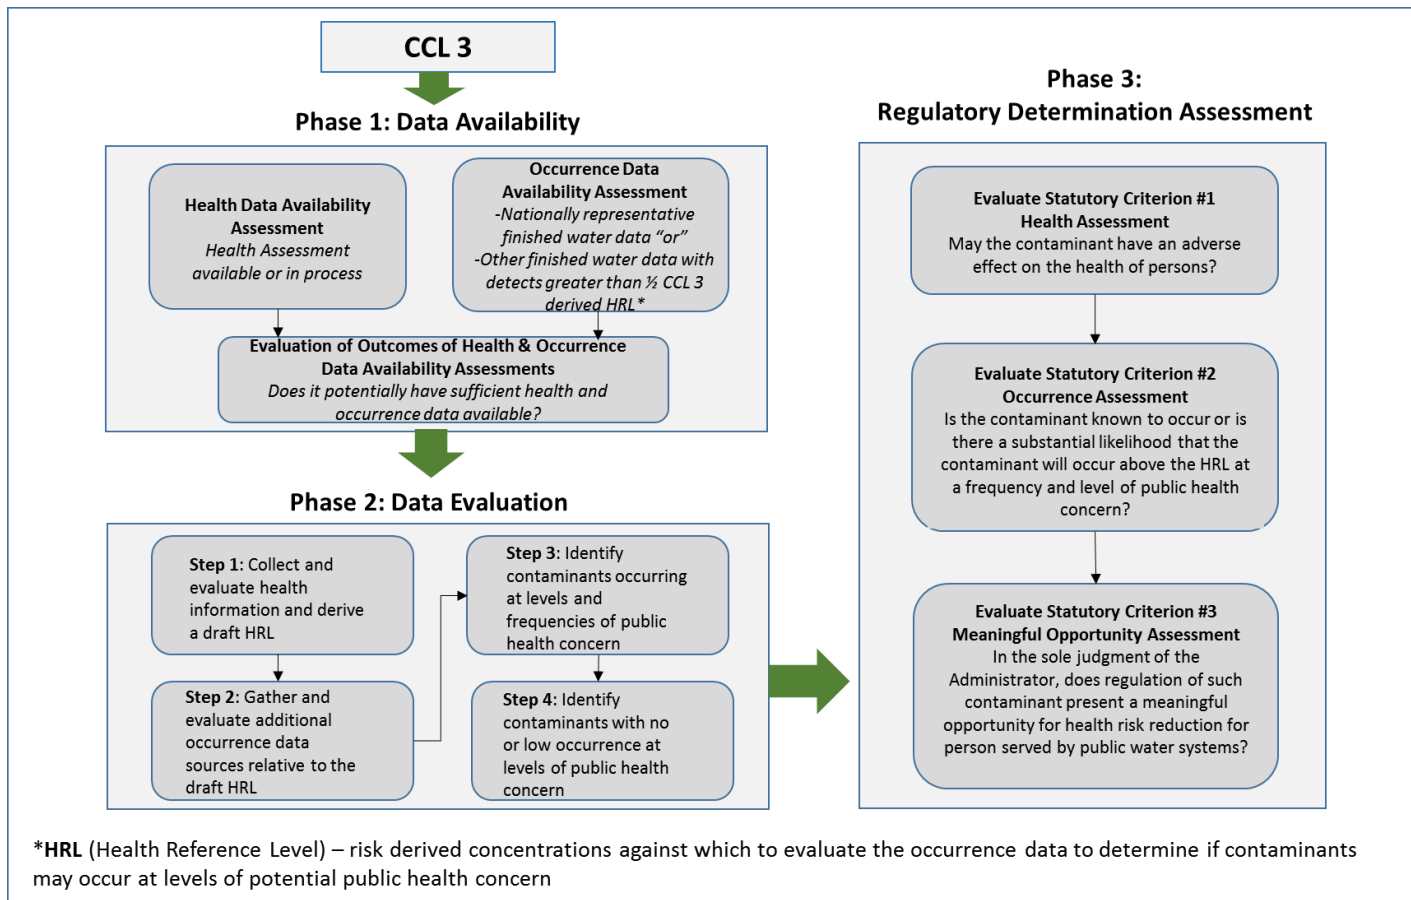 CCL 3
Phase 1: Data Availability
Health Data Availability
Assessment
Health Assessment
available or in process
Occurrence Data
Availability Assessment
-Nationally representative
finished water data “or”
-Other finished water data with
detects greater than ½ CCL 3
derived HRL*
Evaluation of Outcomes of Health & Occurrence
Data Availability Assessments
Does it potentially have sufficient health and
occurrence data available?
Phase 2: Data Evaluation
Step 1: Collect and
evaluate health
information and derive
a draft HRL
Step 2: Gather and
evaluate additional
occurrence data
sources relative to the
draft HRL
Step 3: Identify
contaminants occurring
at levels and
frequencies of public
health concern
Step 4: Identify
contaminants with no
or low occurrence at
levels of public health
concern
Phase 3:
Regulatory Determination Assessment
Evaluate Statutory Criterion #1
Health Assessment
May the contaminant have an adverse
effect on the health of persons?
Evaluate Statutory Criterion #2
Occurrence Assessment
Is the contaminant known to occur or is
there a substantial likelihood that the
contaminant will occur above the HRL at
a frequency and level of public health
concern?
Evaluate Statutory Criterion #3
Meaningful Opportunity Assessment
In the sole judgment of the
Administrator, does regulation of such
contaminant present a meaningful
opportunity for health risk reduction for
person served by public water systems?
*HRL (Health Reference Level) – risk derived concentrations against which to evaluate the occurrence data to determine if contaminants
may occur at levels of potential public health concern